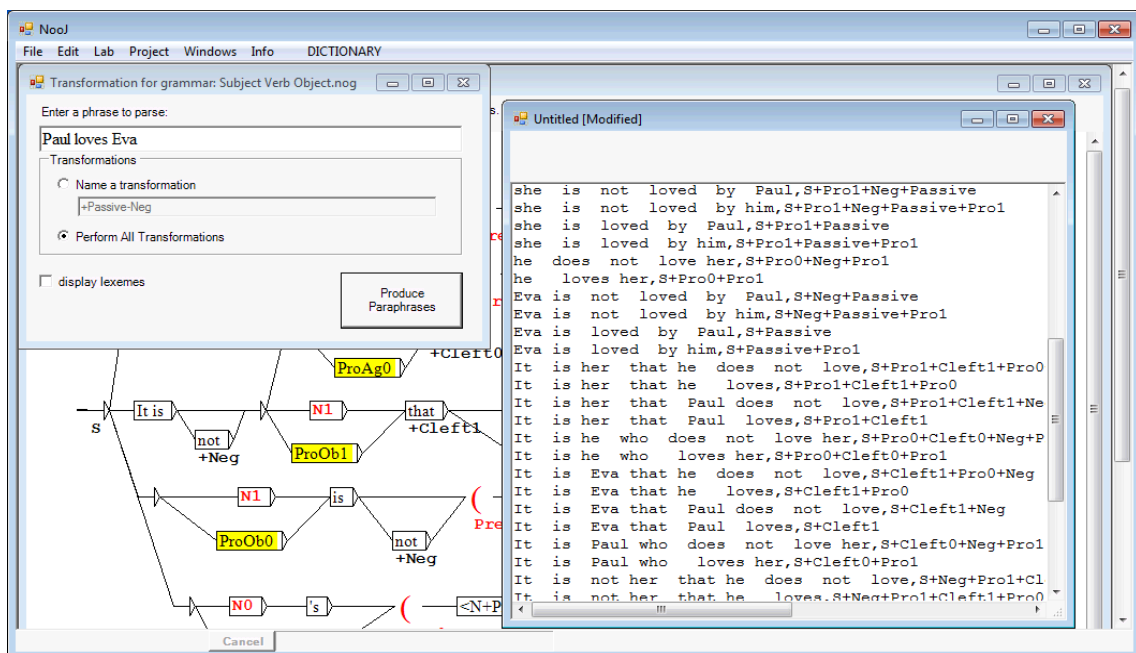 NooJ
File Edit Lab Project Windows Info DICTIONARY
Transformation for grammar: Subject Verb Object.nog
Enter a phrase to parse:
Paul loves Eva
Transformations
Name a transformation
+Passive-Neg
Perform All Transformations
display lexemes
Produce
Paraphrases
s.
Untitled [Modified]
she is not loved by Paul,S+Pro1+Neg+Passive
she is not loved by him,S+Pro1+Neg+Passive+Pro1
she is loved by Paul,S+Pro1+Passive
she is loved by him,S+Pro1+Passive+Pro1
he does not love her,S+Pro0+Neg+Pro1
he loves her,S+Pro0+Pro1
Eva is not loved by Paul,S+Neg+Passive
Eva is not loved by him,S+Neg+Passive+Pro1
Eva is loved by Paul,S+Passive
Eva is loved by him,S+Passive+Pro1
It is her that he does not love,S+Pro1+Cleft1+Pro0
It is her that he loves,S+Pro1+Cleft1+Pro0
It is her that Paul does not love,S+Pro1+Cleft1+Ne
It is her that Paul loves,S+Pro1+Cleft1
It is he who does not love her,S+Pro0+Cleft0+Neg+P
It is he who loves her,S+Pro0+Cleft0+Pro1
It is Eva that he does not love,S+Cleft1+Pro0+Neg
It is Eva that he loves,S+Cleft1+Pro0
It is Eva that Paul does not love,S+Cleft1+Neg
It is Eva that Paul loves,S+Cleft1
It is Paul who does not love her,S+Cleft0+Neg+Pro1
It is Paul who loves her,S+Cleft0+Pro1
It is not her that he does not love,S+Neg+Pro1+Cl
It is not her that he loves,S+Neg+Pro1+Cleft1+Pro0
+Cleft0
ProAg0
S
It is
not
+Neg
N1
ProOb1
that
+Cleft1
N1
ProOb0
is
not
+Neg
(
Pre
N0
's
(
<N+P
Cancel